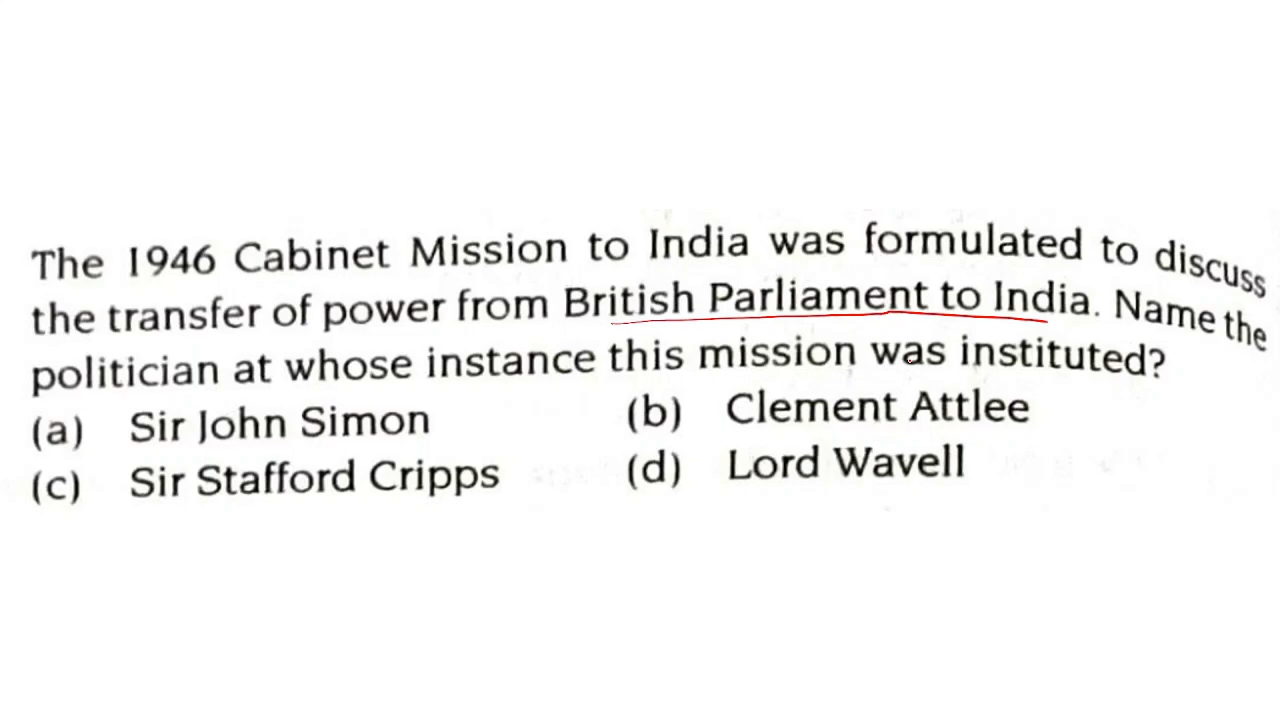 The 1946 Cabinet Mission to India was formulated to discuss
the transfer of power from British Parliament to India. Name the
politician at whose instance this mission was instituted?
(a) Sir John Simon (b) Clement Attlee
(c) Sir Stafford Cripps (d) Lord Wavell